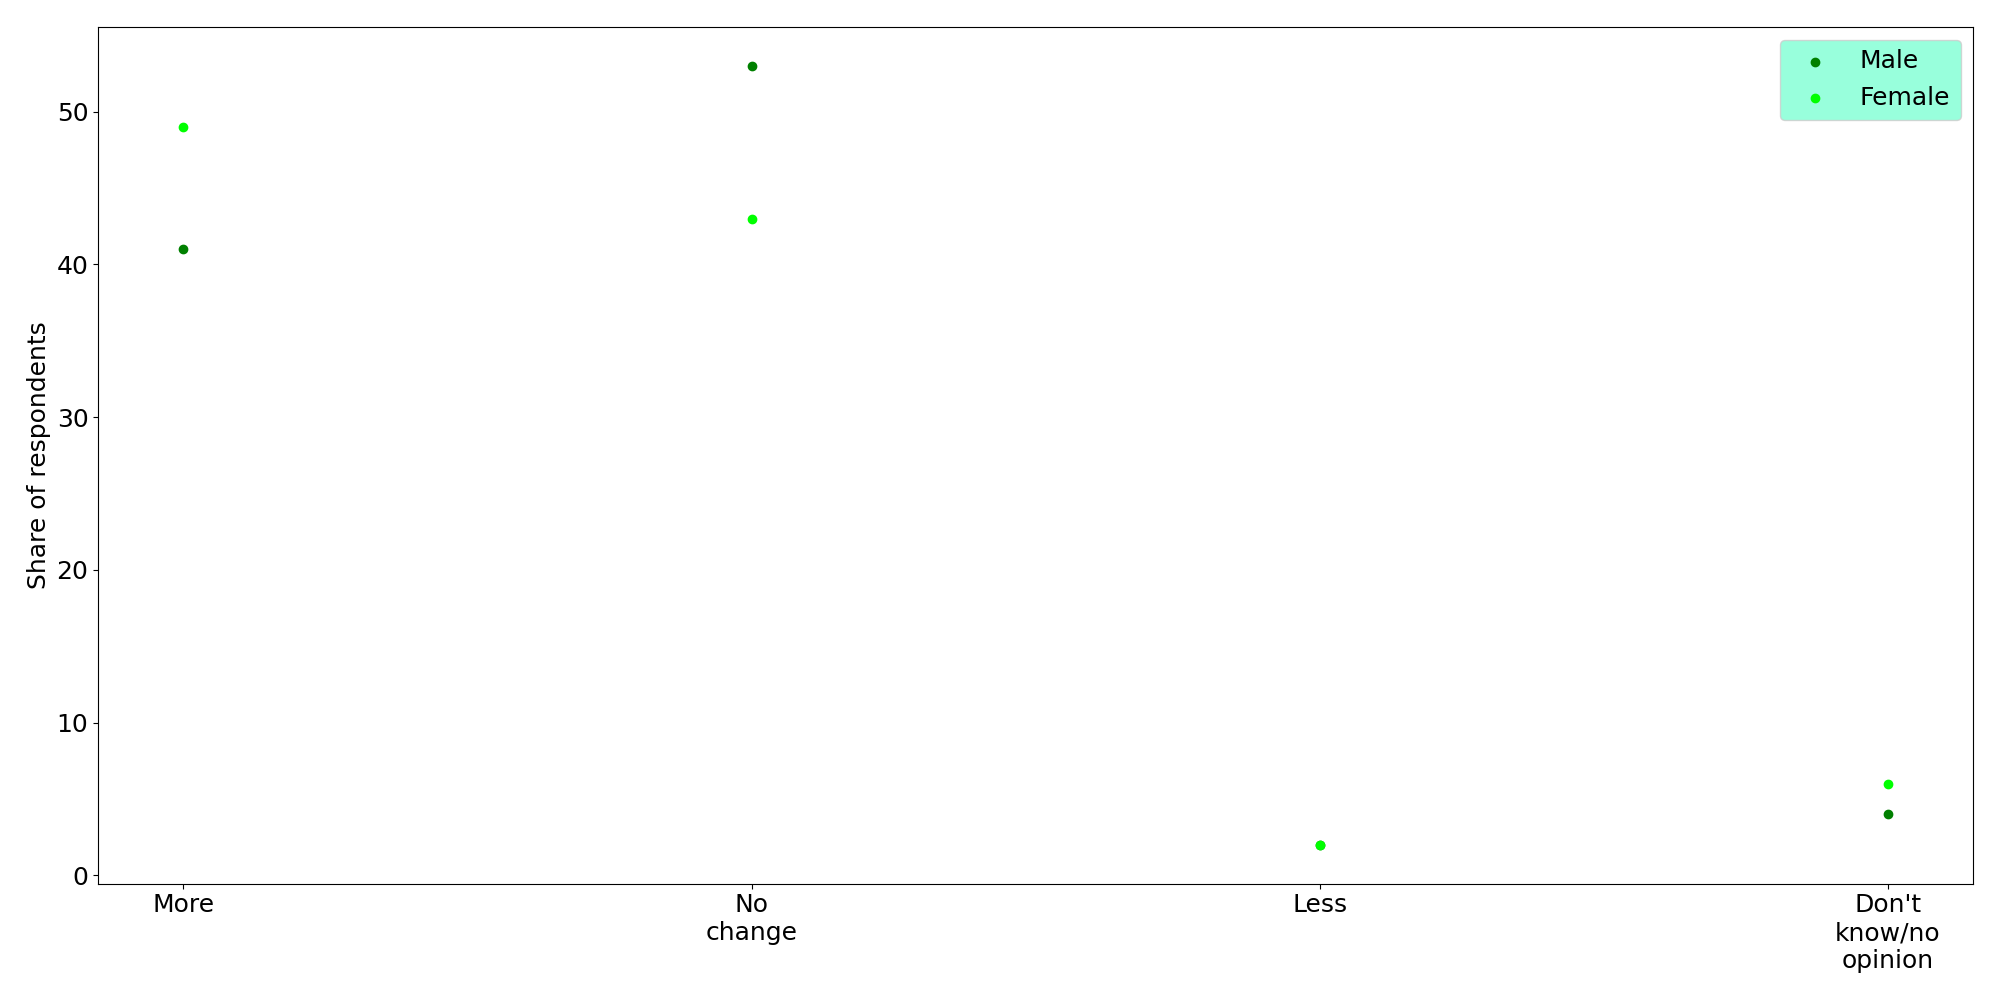 Male
Female
Share of respondents
50
40
30
20
10
0
More
No
change
Less
Don't
know/no
opinion